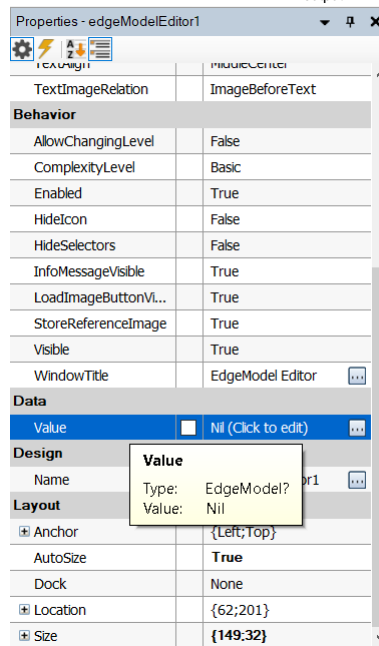 Properties - edgeModelEditor1
TextAlign MiddleCenter
TextImageRelation ImageBeforeText
Behavior
AllowChangingLevel False
ComplexityLevel Basic
Enabled True
HideIcon False
HideSelectors False
InfoMessageVisible True
LoadImageButtonVi... True
StoreReferenceImage True
Visible True
WindowTitle EdgeModel Editor ...
Data
Value Nil (Click to edit) ...
Design
Name or1 ...
Value
Type: EdgeModel?
Value: Nil
Layout
Anchor {Left;Top}
AutoSize True
Dock None
Location {62;201}
Size {149;32}